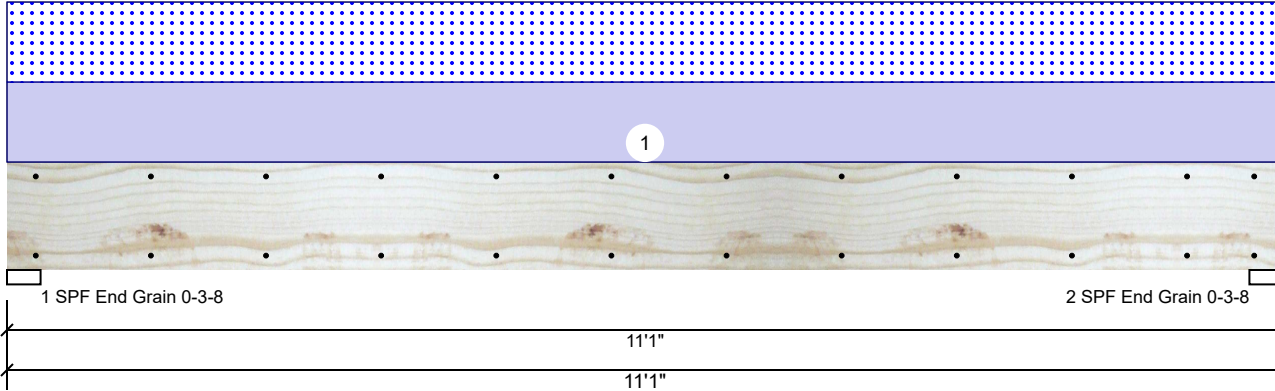 1
1 SPF End Grain 0-3-8
2 SPF End Grain 0-3-8
11'1"
11'1"